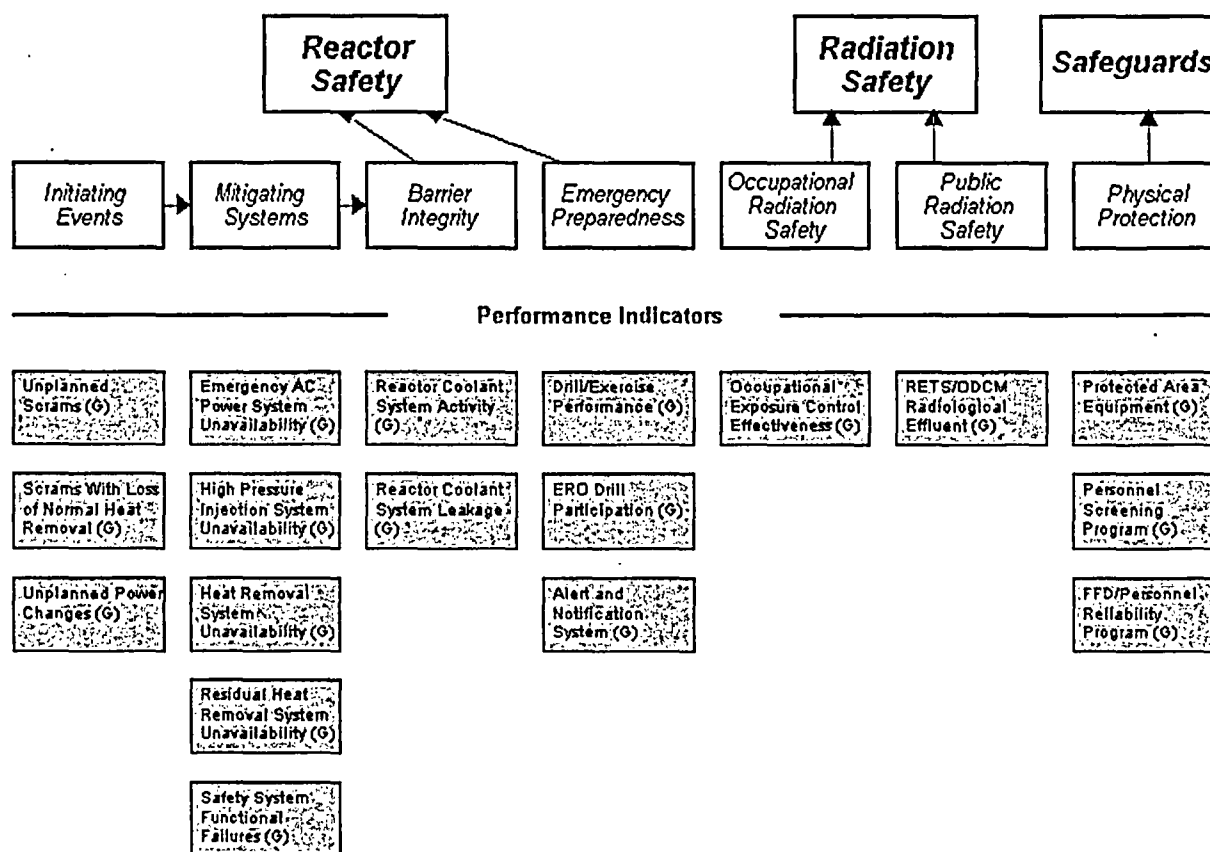 Reactor
Safety
Radiation
Safety
Safeguards
Initiating
Events
Mitigating
Systems
Barrier
Integrity
Emergency
Preparedness
Occupational
Radiation
Safety
Public
Radiation
Safety
Physical
Protection
Performance Indicators
Unplanned
Scrams (G)
Emergency AC
Power System
Unavailability (G)
Reactor Coolant
System Activity
(G)
Drill/Exercise
Performance (G)
Occupational
Exposure Control
Effectiveness (G)
RETS/ODCM
Radiological
Effluent (G)
Protected Area
Equipment (G)
Scrams With Loss
of Normal Heat
Removal (G)
High Pressure
Injection System
Unavailability (G)
Reactor Coolant
System Leakage
(G)
ERO Drill
Participation (G)
Personnel
Screening
Program (G)
Unplanned Power
Changes (G)
Heat Removal
System
Unavailability (G)
Alert and
Notification
System (G)
FFD/Personnel
Reliability
Program (G)
Residual Heat
Removal System
Unavailability (G)
Safety System
Functional
Failures (G)